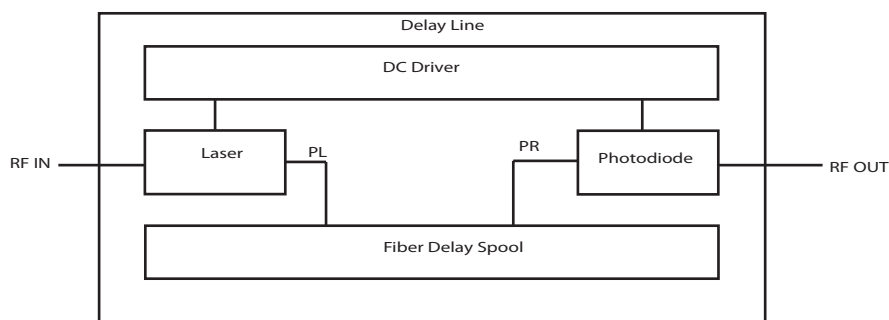 Delay Line
DC Driver
Laser
PL
PR
Photodiode
RF IN
RF OUT
Fiber Delay Spool